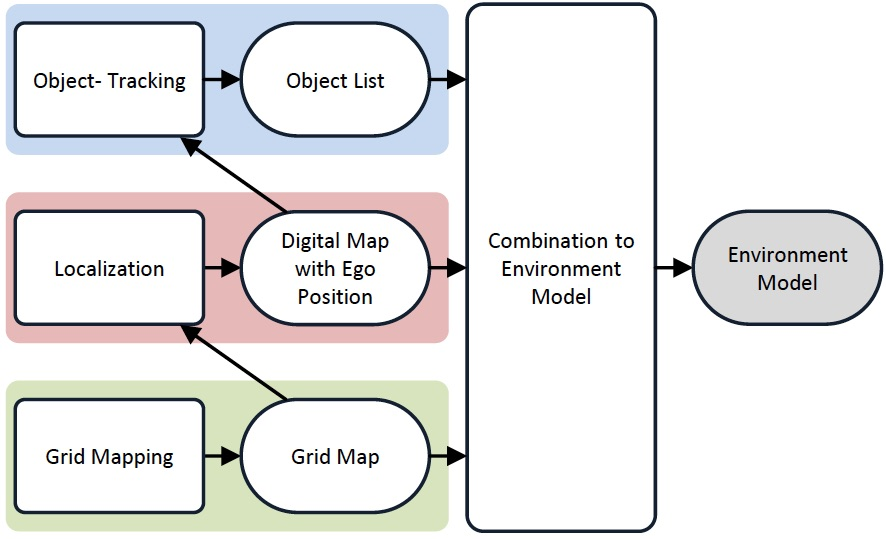 Object- Tracking
Object List
Localization
Digital Map
with Ego
Position
Grid Mapping
Grid Map
Combination to
Environment
Model
Environment
Model